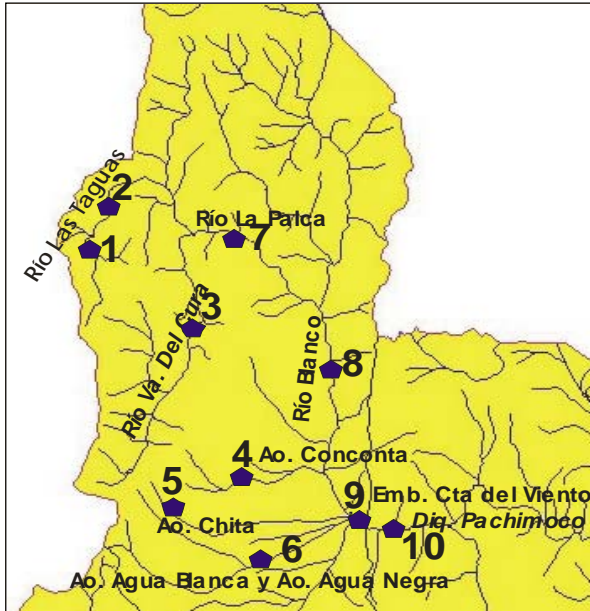 Río Las Taguas
2
1
Río La Palca
7
3
Río Va. Del Cura
Río Blanco
8
4
Ao. Conconta
5
Ao. Chita
9
Emb. Cta del Viento
Diq. Pachimoco
10
6
Ao. Agua Blanca y Ao. Agua Negra